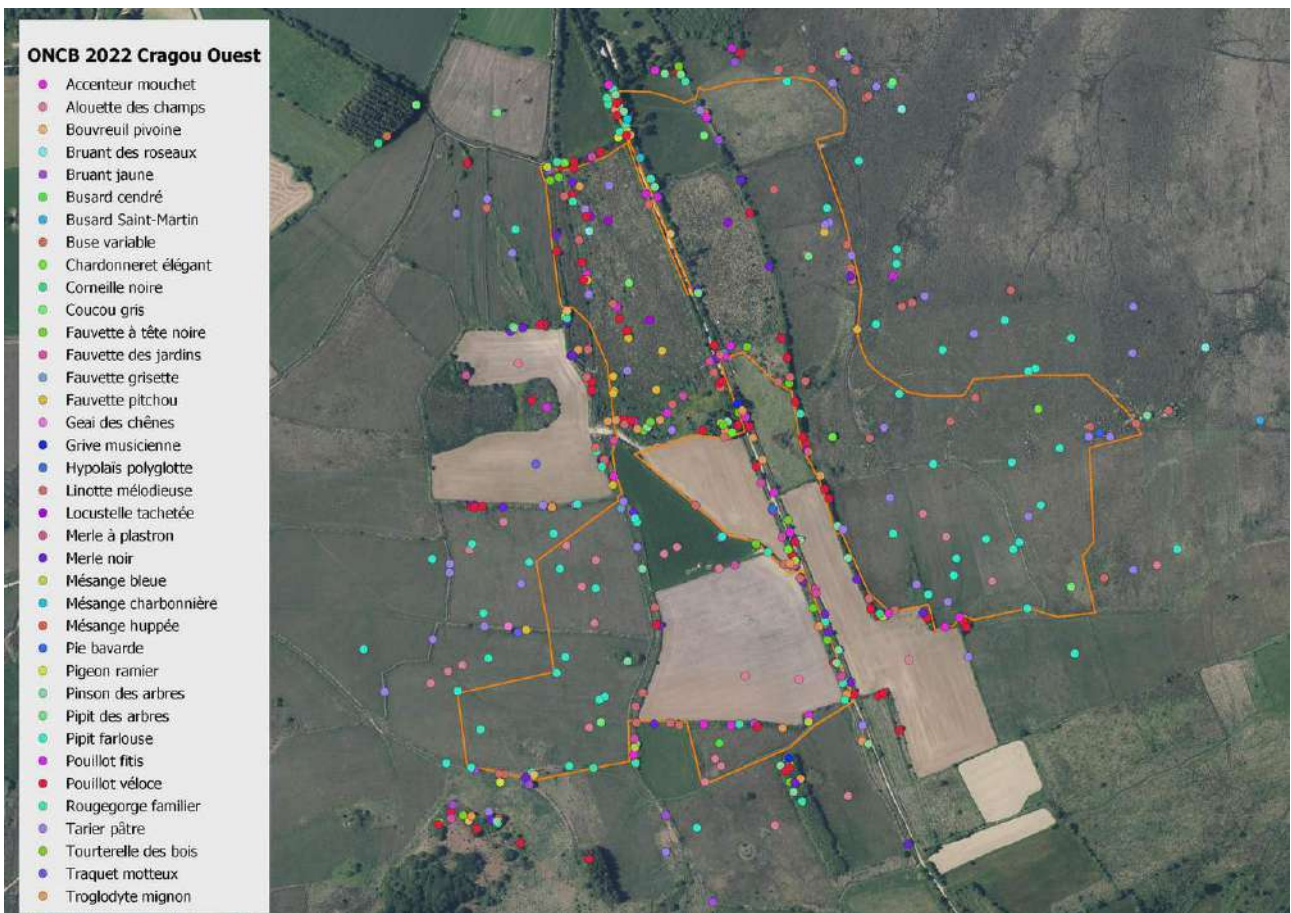 ONCB 2022 Cragou Ouest
Accenteur mouchet
Alouette des champs
Bouvreuil pivoine
Bruant des roseaux
Bruant jaune
Busard cendré
Busard Saint-Martin
Buse variable
Chardonneret élégant
Corneille noire
Coucou gris
Fauvette à tête noire
Fauvette des jardins
Fauvette grisette
Fauvette pitchou
Geai des chênes
Grive musicienne
Hypolaïs polyglotte
Linotte mélodieuse
Locustelle tachetée
Merle à plastron
Merle noir
Mésange bleue
Mésange charbonnière
Mésange huppée
Pie bavarde
Pigeon ramier
Pinson des arbres
Pipit des arbres
Pipit farlouse
Pouillot fitis
Pouillot véloce
Rougegorge familier
Tarier pâtre
Tourterelle des bois
Traquet motteux
Troglodyte mignon